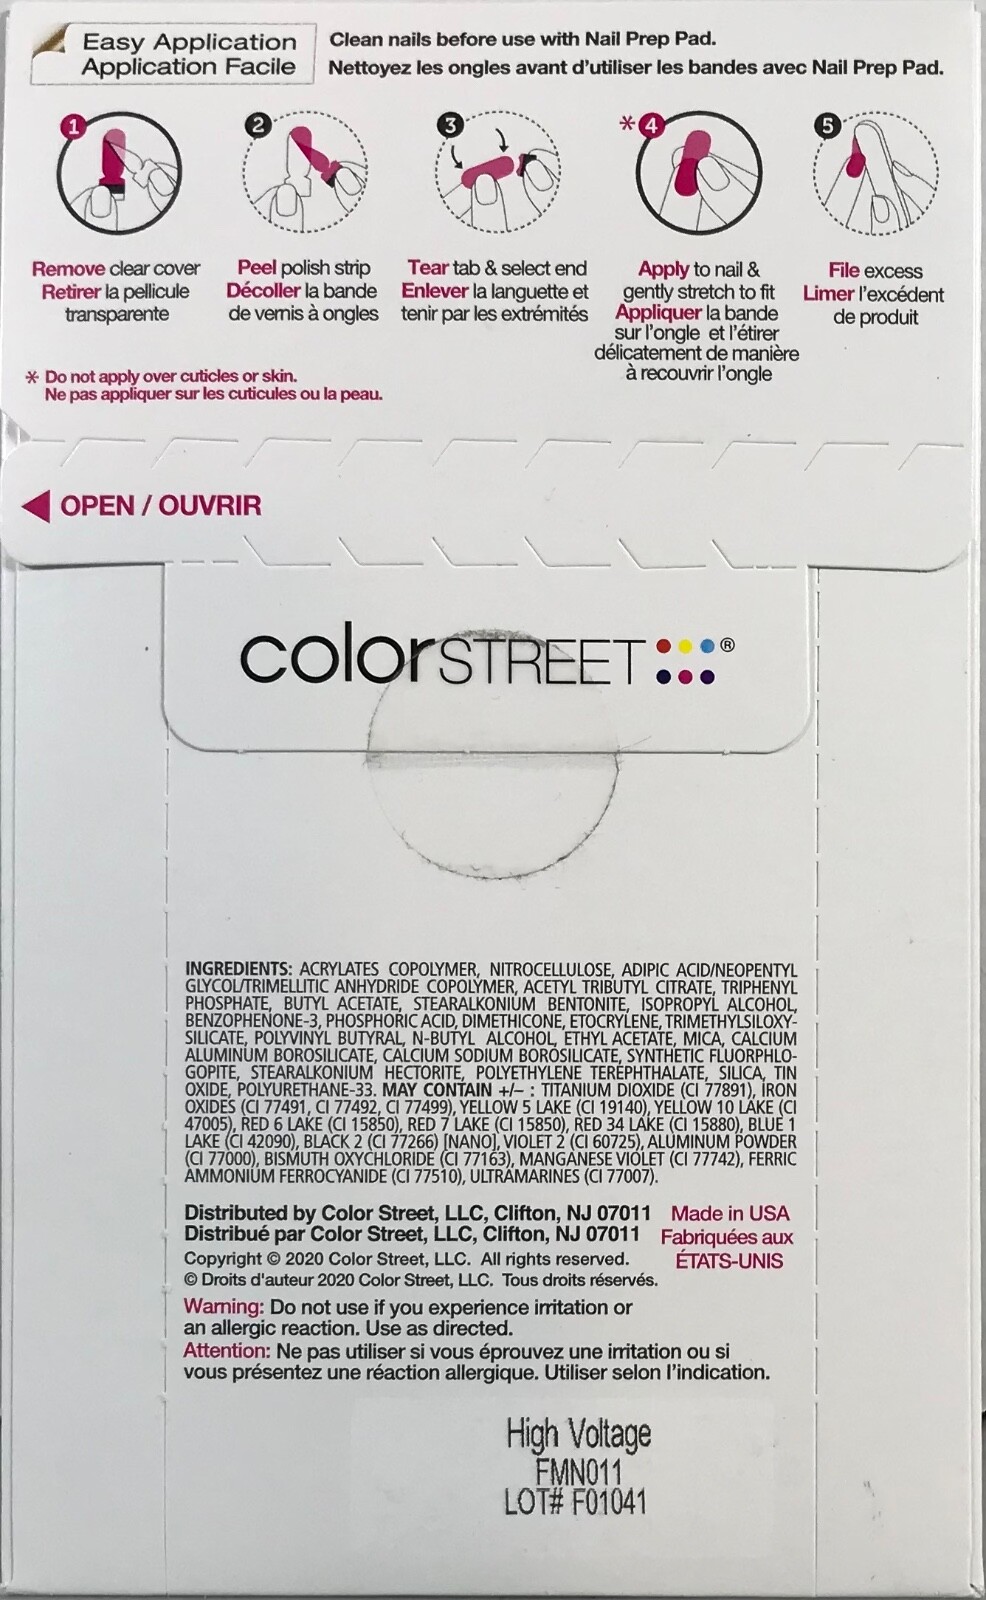 Easy Application
Application Facile
Clean nails before use with Nail Prep Pad.
Nettoyez les ongles avant d'utiliser les bandes avec Nail Prep Pad.
1
2
3
*4
5
Remove clear cover
Retirer la pellicule
transparente
Peel polish strip
Décoller la bande
de vernis à ongles
Tear tab & select end
Enlever la languette et
tenir par les extrémités
Apply to nail &
gently stretch to fit
Appliquer la bande
sur l'ongle et l'étirer
délicatement de manière
à recouvrir l'ongle
File excess
Limer l'excédent
de produit
* Do not apply over cuticles or skin.
Ne pas appliquer sur les cuticules ou la peau.
OPEN / OUVRIR
colorSTREET ®
INGREDIENTS: ACRYLATES COPOLYMER, NITROCELLULOSE, ADIPIC ACID/NEOPENTYL
GLYCOL/TRIMELLITIC ANHYDRIDE COPOLYMER, ACETYL TRIBUTYL CITRATE, TRIPHENYL
PHOSPHATE, BUTYL ACETATE, STEARALKONIUM BENTONITE, ISOPROPYL ALCOHOL,
BENZOPHENONE-3, PHOSPHORIC ACID, DIMETHICONE, ETOCRYLENE, TRIMETHYLSILOXY-
SILICATE, POLYVINYL BUTYRAL, N-BUTYL ALCOHOL, ETHYL ACETATE, MICA, CALCIUM
ALUMINUM BOROSILICATE, CALCIUM SODIUM BOROSILICATE, SYNTHETIC FLUORPHLO-
GOPITE, STEARALKONIUM HECTORITE, POLYETHYLENE TEREPHTHALATE, SILICA, TIN
OXIDE, POLYURETHANE-33. MAY CONTAIN +/– : TITANIUM DIOXIDE (CI 77891), IRON
OXIDES (CI 77491, CI 77492, CI 77499), YELLOW 5 LAKE (CI 19140), YELLOW 10 LAKE (CI
47005), RED 6 LAKE (CI 15850), RED 7 LAKE (CI 15850), RED 34 LAKE (CI 15880), BLUE 1
LAKE (CI 42090), BLACK 2 (CI 77266) [NANO], VIOLET 2 (CI 60725), ALUMINUM POWDER
(CI 77000), BISMUTH OXYCHLORIDE (CI 77163), MANGANESE VIOLET (CI 77742), FERRIC
AMMONIUM FERROCYANIDE (CI 77510), ULTRAMARINES (CI 77007).
Distributed by Color Street, LLC, Clifton, NJ 07011
Distribué par Color Street, LLC, Clifton, NJ 07011
Made in USA
Fabriquées aux
ÉTATS-UNIS
Copyright © 2020 Color Street, LLC. All rights reserved.
© Droits d'auteur 2020 Color Street, LLC. Tous droits réservés.
Warning: Do not use if you experience irritation or
an allergic reaction. Use as directed.
Attention: Ne pas utiliser si vous éprouvez une irritation ou si
vous présentez une réaction allergique. Utiliser selon l'indication.
High Voltage
FMN011
LOT# F01041